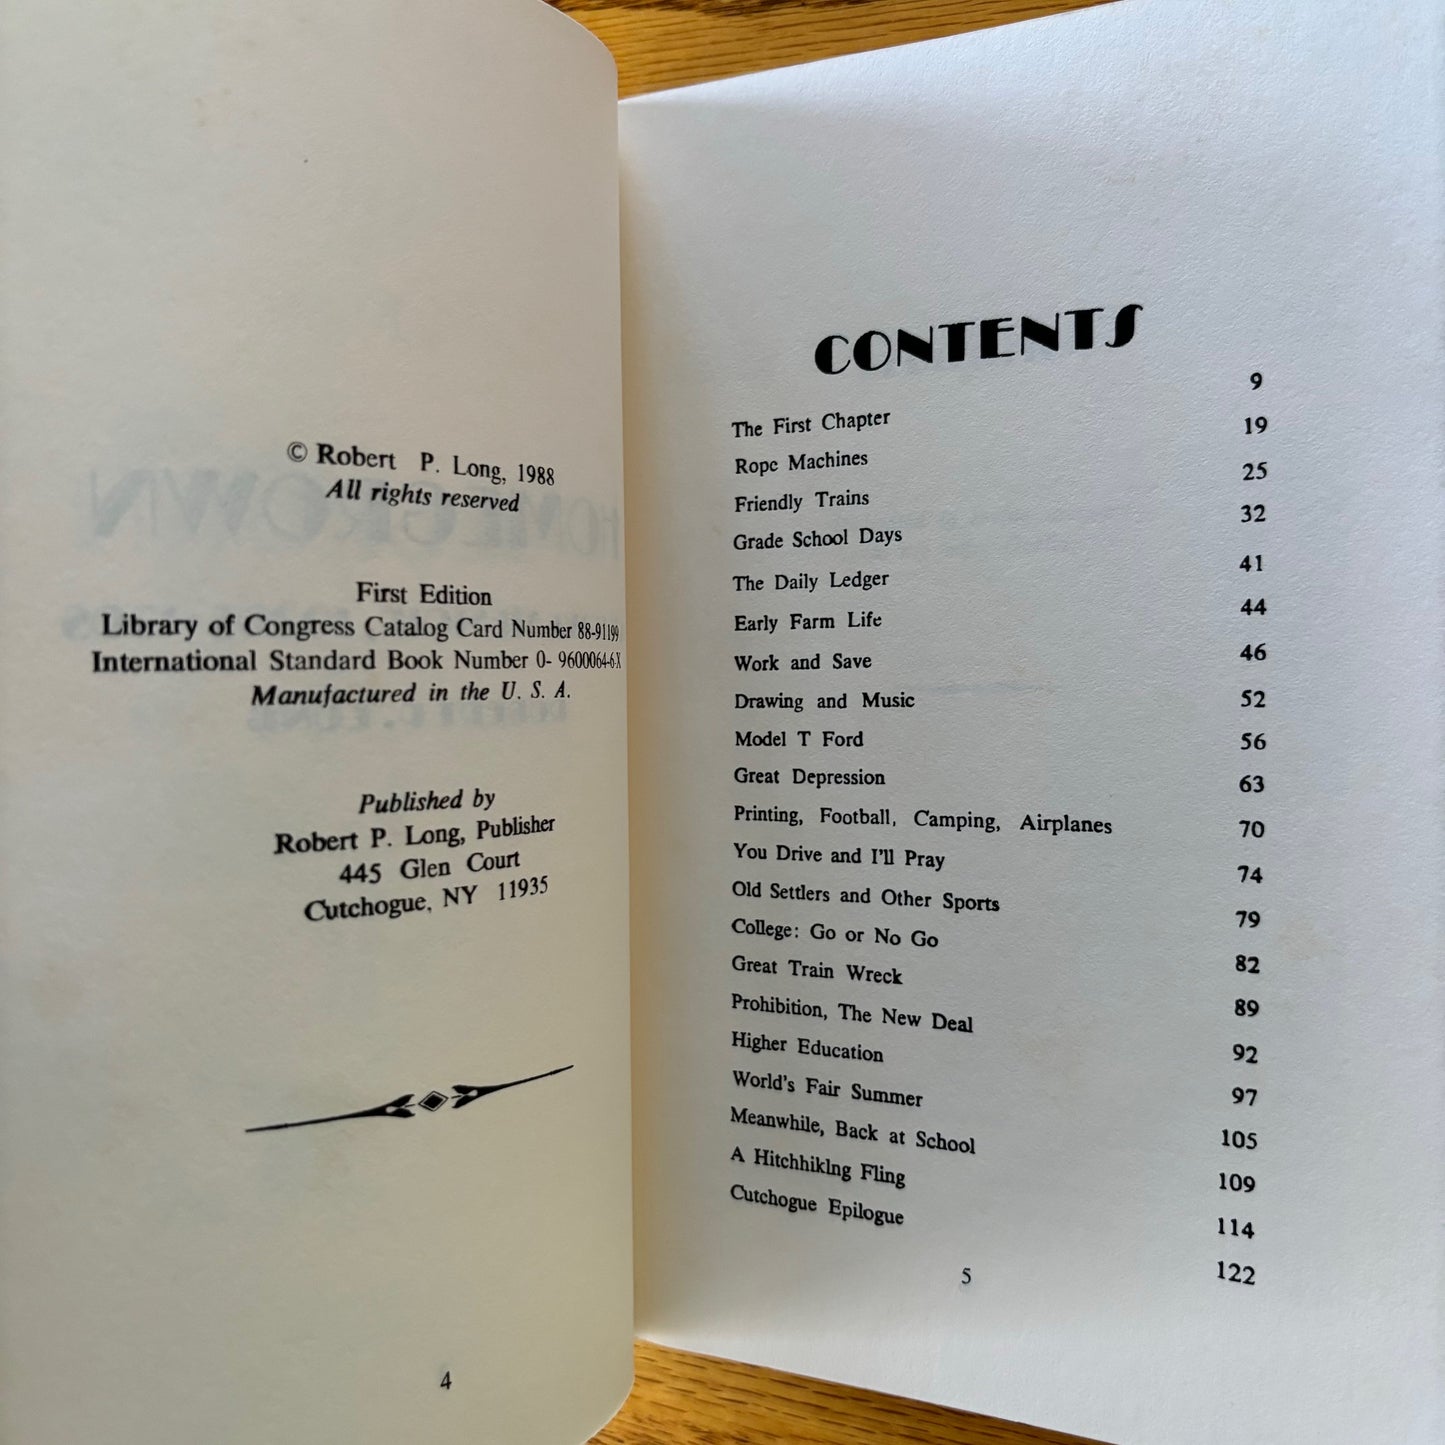 © Robert P. Long, 1988
All rights reserved
First Edition
Library of Congress Catalog Card Number 88-91199
International Standard Book Number 0- 9600064-6-X
Manufactured in the U. S. A.
Published by
Robert P. Long, Publisher
445 Glen Court
Cutchogue, NY 11935
4
CONTENTS
The First Chapter 9
Rope Machines 19
Friendly Trains 25
Grade School Days 32
The Daily Ledger 41
Early Farm Life 44
Work and Save 46
Drawing and Music 52
Model T Ford 56
Great Depression 63
Printing, Football, Camping, Airplanes 70
You Drive and I'll Pray 74
Old Settlers and Other Sports 79
College: Go or No Go 82
Great Train Wreck 89
Prohibition, The New Deal 92
Higher Education 97
World's Fair Summer 105
Meanwhile, Back at School 109
A Hitchhiklng Fling 114
Cutchogue Epilogue 122
5